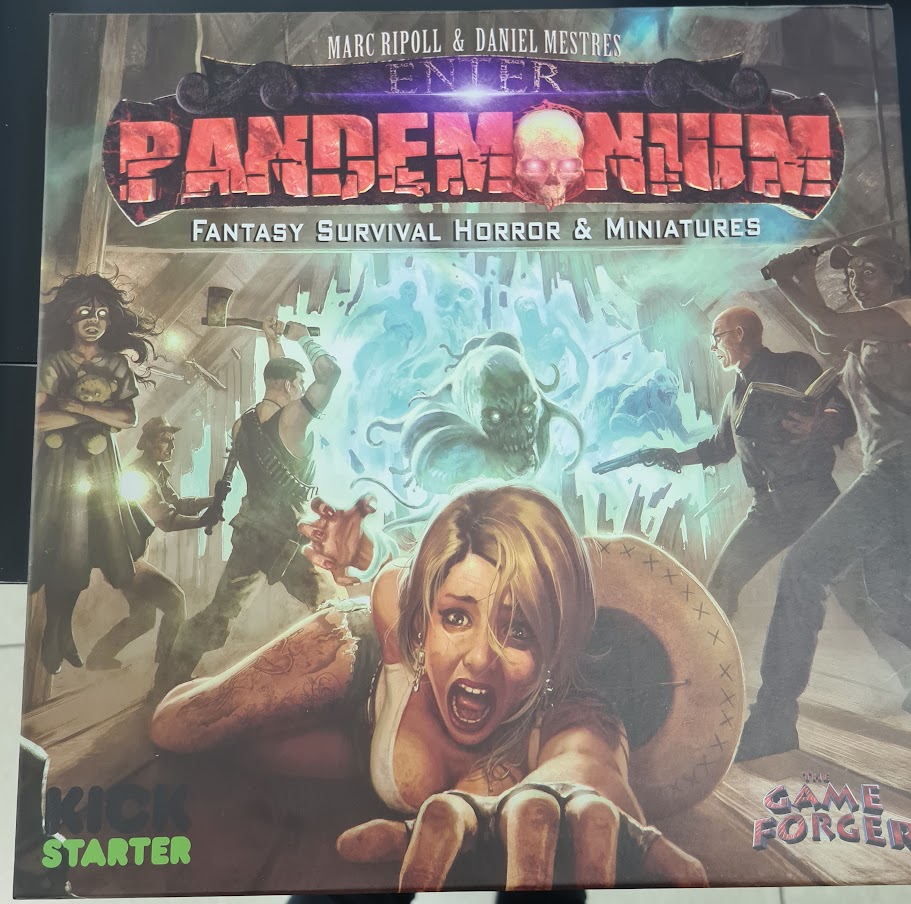 MARC RIPOLL & DANIEL MESTRES
ENTER
PANDEMONIUM
FANTASY SURVIVAL HORROR & MINIATURES
KICK
STARTER
THE
GAME
FORGER